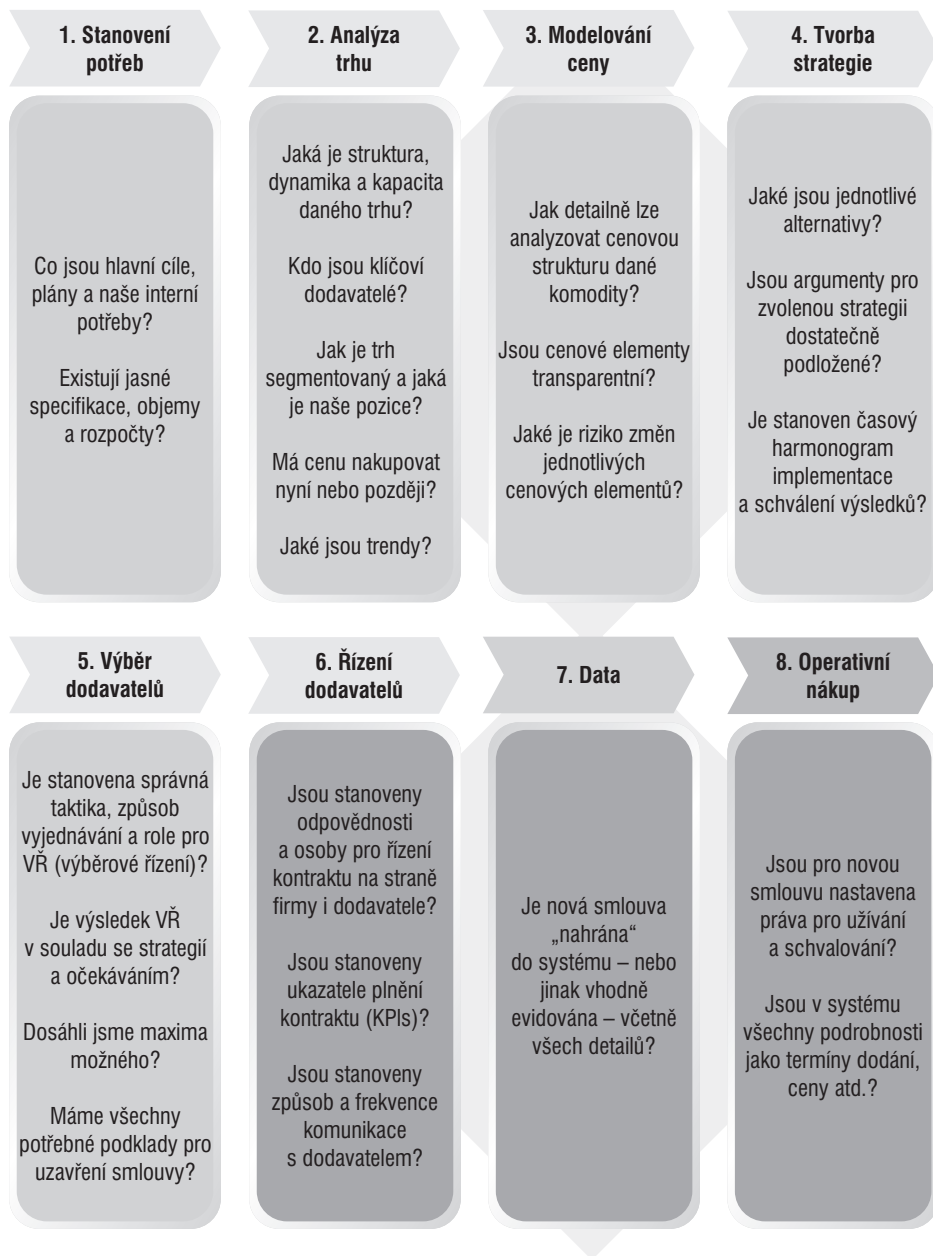 1. Stanovení
potřeb
2. Analýza
trhu
3. Modelování
ceny
4. Tvorba
strategie
Co jsou hlavní cíle,
plány a naše interní
potřeby?
Existují jasné
specifikace, objemy
a rozpočty?
Jaká je struktura,
dynamika a kapacita
daného trhu?
Kdo jsou klíčoví
dodavatelé?
Jak je trh
segmentovaný a jaká
je naše pozice?
Má cenu nakupovat
nyní nebo později?
Jaké jsou trendy?
Jak detailně lze
analyzovat cenovou
strukturu dané
komodity?
Jsou cenové elementy
transparentní?
Jaké je riziko změn
jednotlivých
cenových elementů?
Jaké jsou jednotlivé
alternativy?
Jsou argumenty pro
zvolenou strategii
dostatečně
podložené?
Je stanoven časový
harmonogram
implementace
a schválení výsledků?
5. Výběr
dodavatelů
6. Řízení
dodavatelů
7. Data
8. Operativní
nákup
Je stanovena správná
taktika, způsob
vyjednávání a role pro
VŘ (výběrové řízení)?
Je výsledek VŘ
v souladu se strategií
a očekáváním?
Dosáhli jsme maxima
možného?
Máme všechny
potřebné podklady pro
uzavření smlouvy?
Jsou stanoveny
odpovědnosti
a osoby pro řízení
kontraktu na straně
firmy i dodavatele?
Jsou stanoveny
ukazatele plnění
kontraktu (KPIs)?
Jsou stanoveny
způsob a frekvence
komunikace
s dodavatelem?
Je nová smlouva
„nahrána“
do systému – nebo
jinak vhodně
evidována – včetně
všech detailů?
Jsou pro novou
smlouvu nastavena
práva pro užívání
a schvalování?
Jsou v systému
všechny podrobnosti
jako termíny dodání,
ceny atd.?